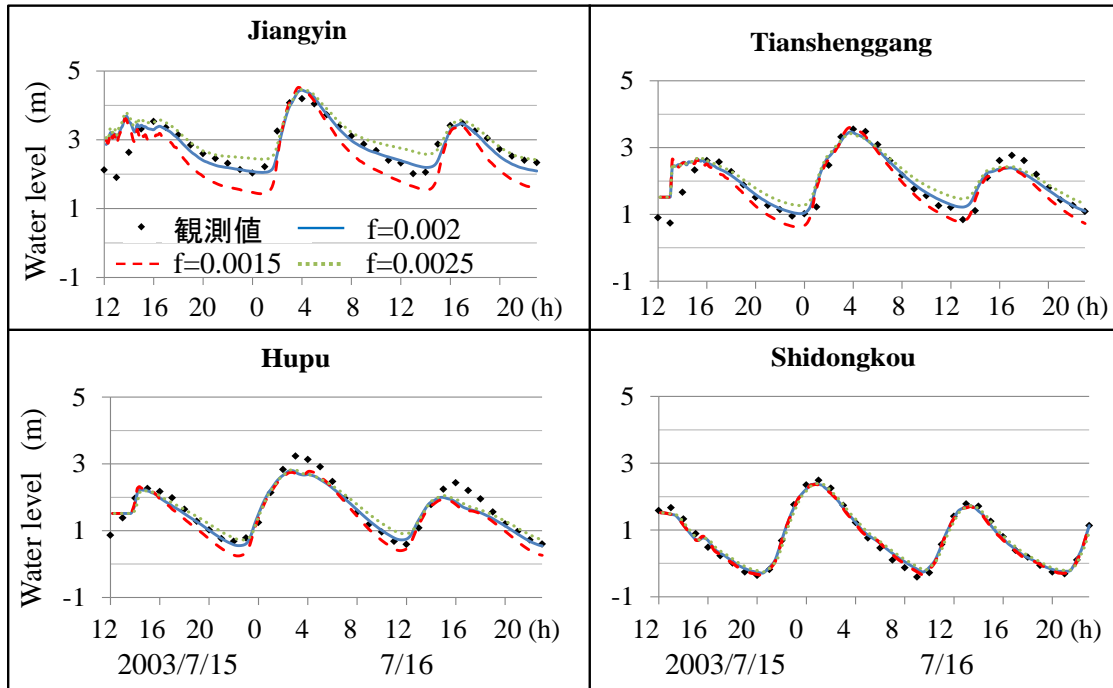 Jiangyin
Water level (m)
5
3
1
-1
観測値
f=0.002
f=0.0015
f=0.0025
12 16 20 0 4 8 12 16 20 (h)
Tianshenggang
5
3
1
-1
12 16 20 0 4 8 12 16 20 (h)
Hupu
Water level (m)
5
3
1
-1
12 16 20 0 4 8 12 16 20 (h)
2003/7/15 7/16
Shidongkou
5
3
1
-1
12 16 20 0 4 8 12 16 20 (h)
2003/7/15 7/16